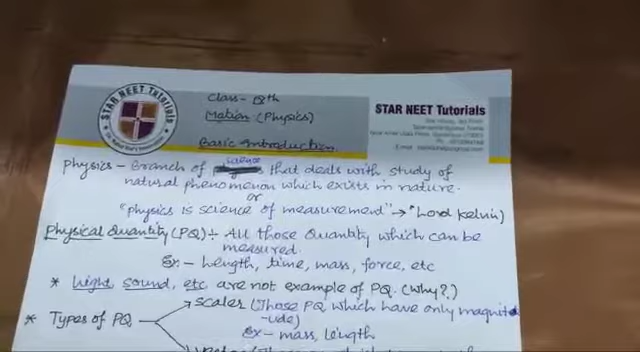 STAR NEET Tutorials
Class - 9th
Motion (Physics)
Basic Introduction
STAR NEET Tutorials
Physics - Branch of science that deals with study of
natural phenomenon which exists in nature.
or
"Physics is science of measurement" → "Lord Kelvin)
Physical Quantity (PQ) :- All those Quantity which can be
measured.
Ex:- Length, time, mass, force, etc
* Light, Sound, etc are not example of PQ. (Why?)
* Types of PQ
Scaler (Those PQ which have only magnit
-ude)
Ex - mass, length